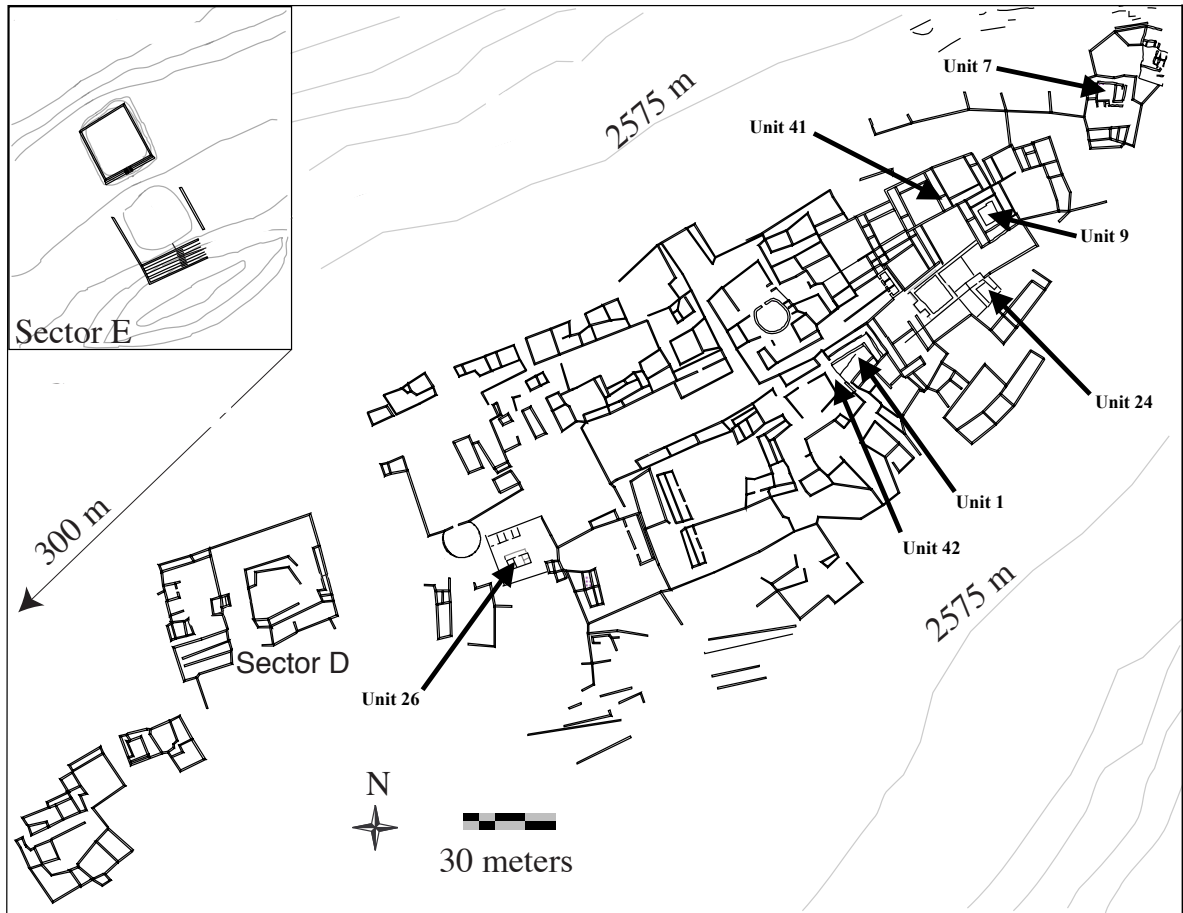 Unit 7
2575 m
Unit 41
Unit 9
Sector E
Unit 24
Unit 1
300 m
Unit 42
2575 m
Sector D
Unit 26
N
30 meters